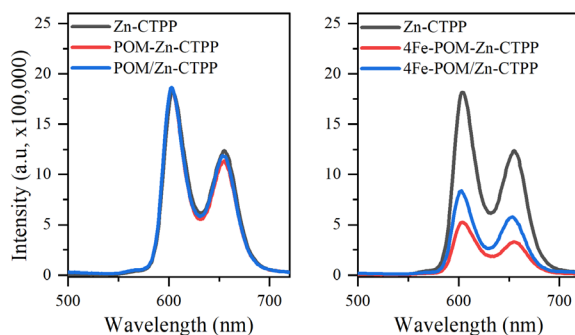 Zn-CTPP
POM-Zn-CTPP
POM/Zn-CTPP
25
20
15
10
5
0
Intensity (a.u, x100,000)
500
600
700
Wavelength (nm)
Zn-CTPP
4Fe-POM-Zn-CTPP
4Fe-POM/Zn-CTPP
25
20
15
10
5
0
500
600
700
Wavelength (nm)